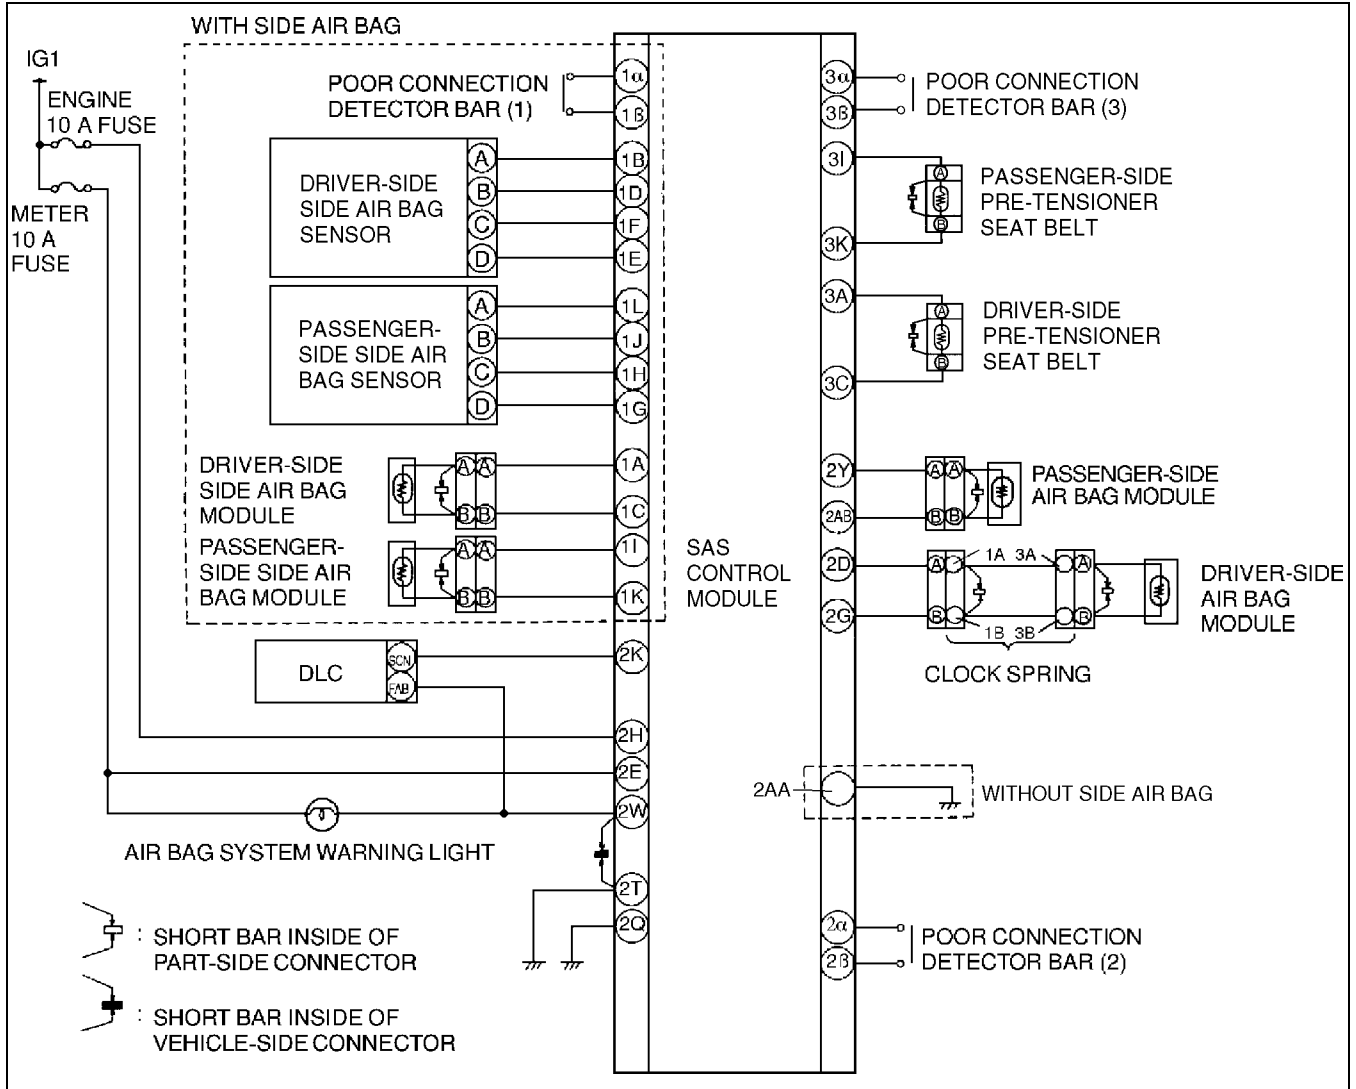 WITH SIDE AIR BAG
IG1
ENGINE
10 A FUSE
METER
10 A
FUSE
POOR CONNECTION
DETECTOR BAR (1)
1α
1ß
DRIVER-SIDE
SIDE AIR BAG
SENSOR
A
B
C
D
1B
1D
1F
1E
PASSENGER-
SIDE SIDE AIR
BAG SENSOR
A
B
C
D
1L
1J
1H
1G
DRIVER-SIDE
SIDE AIR BAG
MODULE
A A
B B
1A
1C
PASSENGER-
SIDE SIDE AIR
BAG MODULE
A A
B B
1I
1K
DLC
SCN
FAB
2K
2H
2E
2W
AIR BAG SYSTEM WARNING LIGHT
2T
2Q
: SHORT BAR INSIDE OF
PART-SIDE CONNECTOR
: SHORT BAR INSIDE OF
VEHICLE-SIDE CONNECTOR
SAS
CONTROL
MODULE
3α
3ß
POOR CONNECTION
DETECTOR BAR (3)
3I
3K
A
B
PASSENGER-SIDE
PRE-TENSIONER
SEAT BELT
3A
3C
A
B
DRIVER-SIDE
PRE-TENSIONER
SEAT BELT
2Y
2AB
A A
B B
PASSENGER-SIDE
AIR BAG MODULE
2D
2G
A 1A 3A A
B 1B 3B B
CLOCK SPRING
DRIVER-SIDE
AIR BAG
MODULE
2AA
WITHOUT SIDE AIR BAG
2α
2ß
POOR CONNECTION
DETECTOR BAR (2)